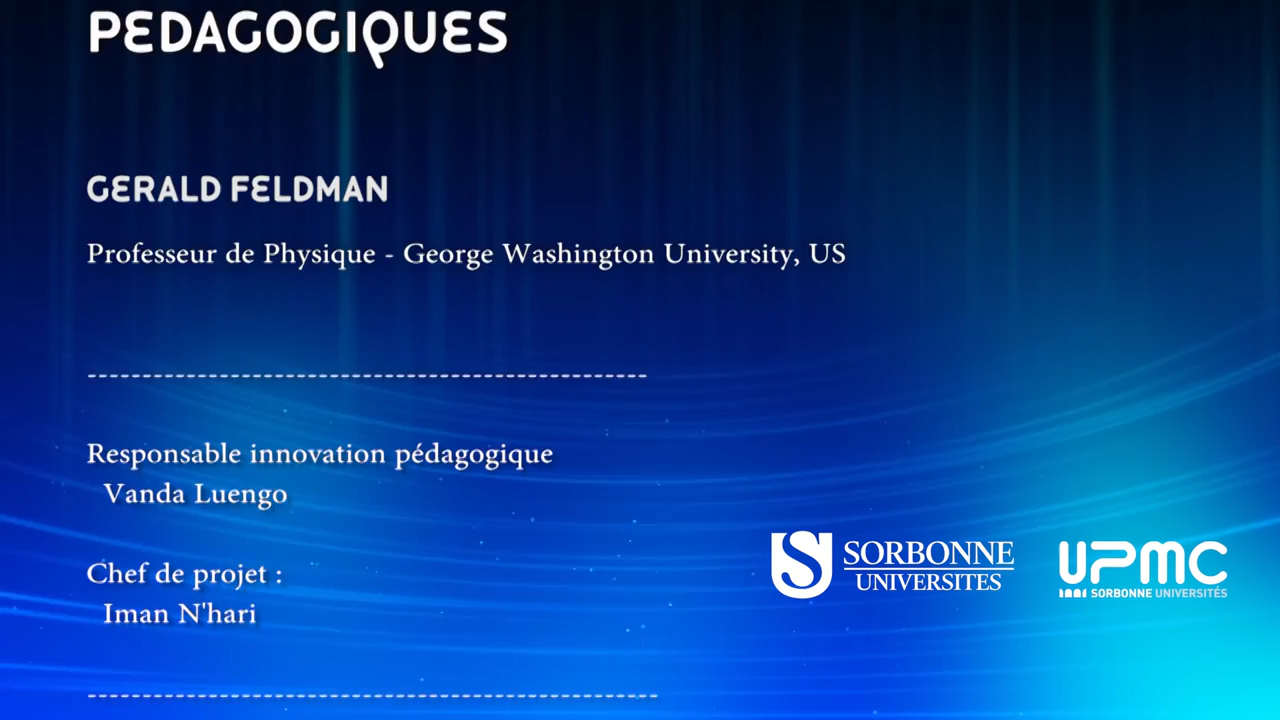 PEDAGOGIQUES
GERALD FELDMAN
Professeur de Physique - George Washington University, US
----------------------------------------------------
Responsable innovation pédagogique
Vanda Luengo
Chef de projet :
Iman N'hari
SORBONNE
UNIVERSITES
UPMC
SORBONNE UNIVERSITÉS
-----------------------------------------------------